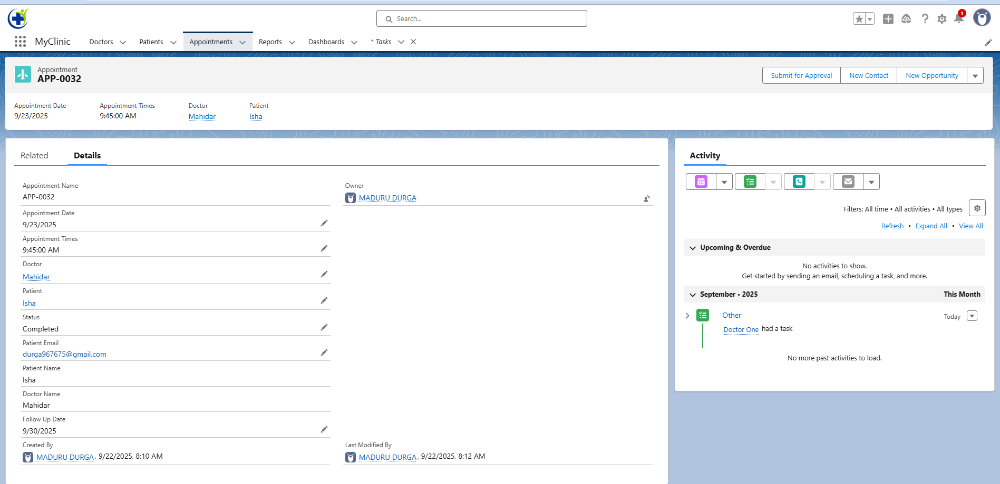 Search...
1
MyClinic
Doctors
Patients
Appointments
Reports
Dashboards
* Tasks
Appointment
APP-0032
Submit for Approval
New Contact
New Opportunity
Appointment Date
Appointment Times
Doctor
Patient
9/23/2025
9:45:00 AM
Mahidar
Isha
Related
Details
Appointment Name
APP-0032
Owner
MADURU DURGA
Appointment Date
9/23/2025
Appointment Times
9:45:00 AM
Doctor
Mahidar
Patient
Isha
Status
Completed
Patient Email
durga967675@gmail.com
Patient Name
Isha
Doctor Name
Mahidar
Follow Up Date
9/30/2025
Created By
MADURU DURGA, 9/22/2025, 8:10 AM
Last Modified By
MADURU DURGA, 9/22/2025, 8:12 AM
Activity
Filters: All time • All activities • All types
Refresh • Expand All • View All
Upcoming & Overdue
No activities to show.
Get started by sending an email, scheduling a task, and more.
September • 2025
This Month
Other
Today
Doctor One had a task
No more past activities to load.